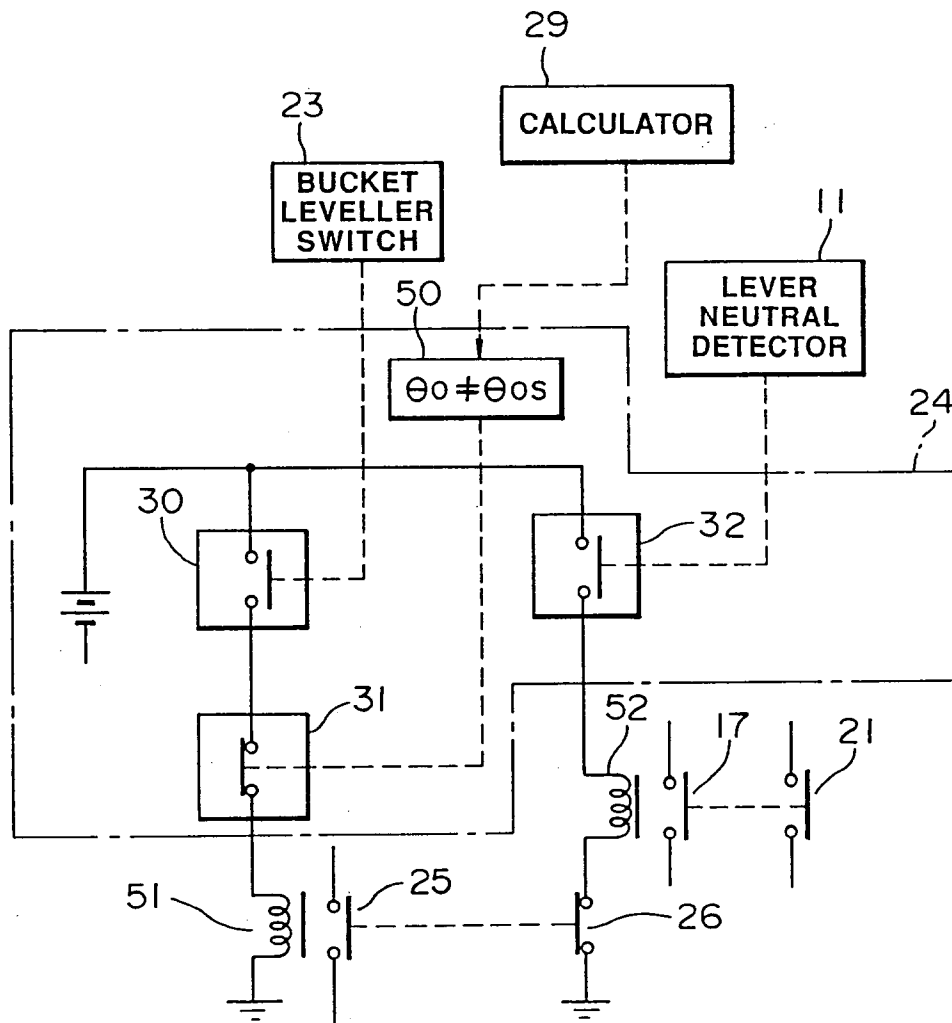 29
CALCULATOR
23
BUCKET
LEVELLER
SWITCH
11
LEVER
NEUTRAL
DETECTOR
50
θo ≠ θos
24
30
32
31
52
17
21
51
25
26